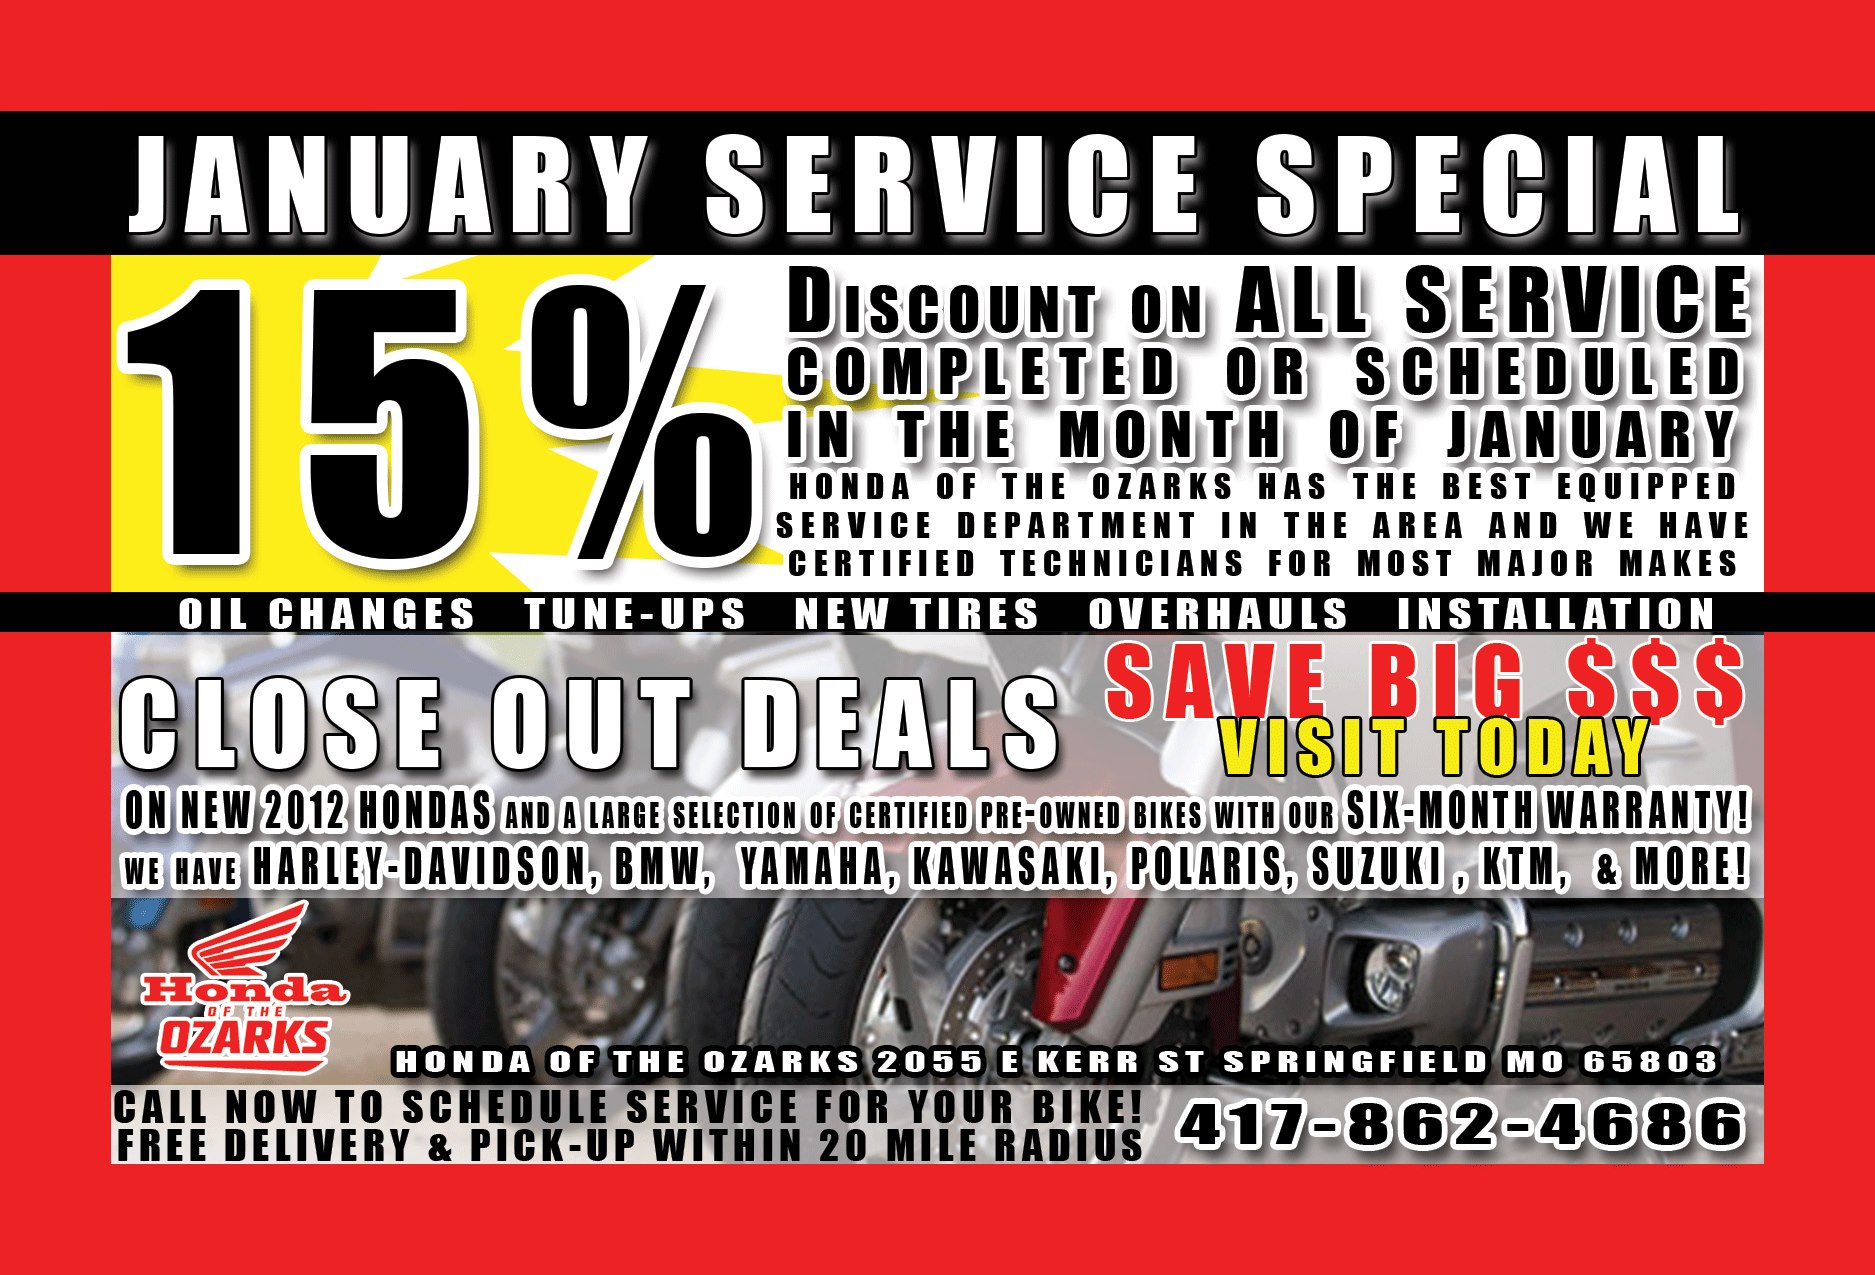 JANUARY SERVICE SPECIAL
15%
DISCOUNT ON ALL SERVICE
COMPLETED OR SCHEDULED
IN THE MONTH OF JANUARY
HONDA OF THE OZARKS HAS THE BEST EQUIPPED
SERVICE DEPARTMENT IN THE AREA AND WE HAVE
CERTIFIED TECHNICIANS FOR MOST MAJOR MAKES
OIL CHANGES TUNE-UPS NEW TIRES OVERHAULS INSTALLATION
CLOSE OUT DEALS
SAVE BIG $$$
VISIT TODAY
ON NEW 2012 HONDAS AND A LARGE SELECTION OF CERTIFIED PRE-OWNED BIKES WITH OUR SIX-MONTH WARRANTY!
WE HAVE HARLEY-DAVIDSON, BMW, YAMAHA, KAWASAKI, POLARIS, SUZUKI , KTM, & MORE!
Honda
OF THE
OZARKS
HONDA OF THE OZARKS 2055 E KERR ST SPRINGFIELD MO 65803
CALL NOW TO SCHEDULE SERVICE FOR YOUR BIKE!
FREE DELIVERY & PICK-UP WITHIN 20 MILE RADIUS
417-862-4686